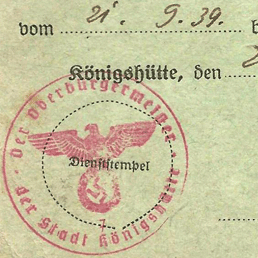 vom 21. 9. 39.
Königshütte, den
Der Oberbürgermeister
Dienststempel
der Stadt Königshütte